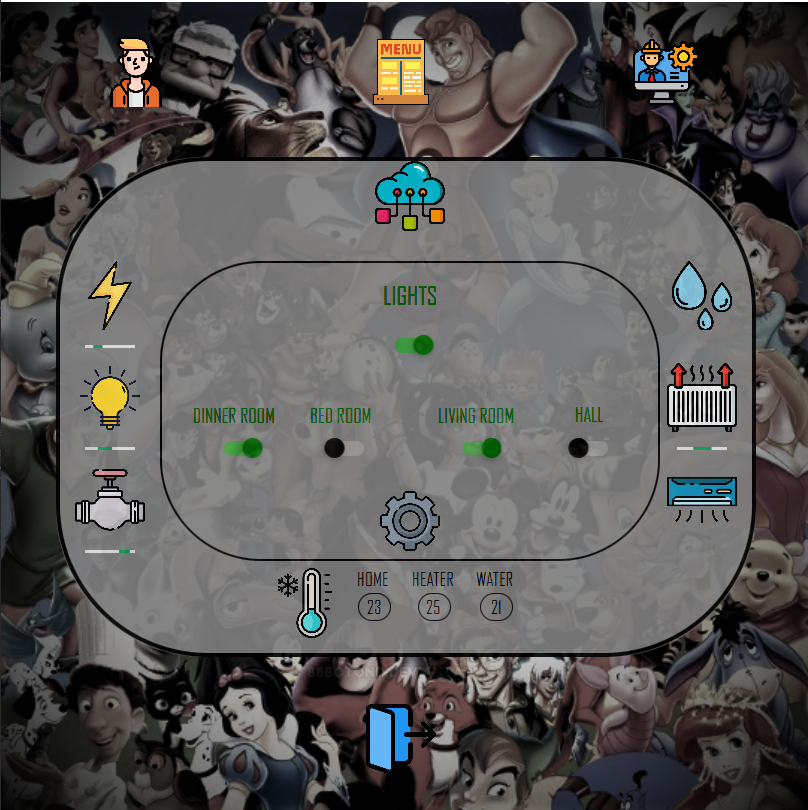 MENU
LIGHTS
DINNER ROOM BED ROOM LIVING ROOM HALL
HOME HEATER WATER
23 25 21